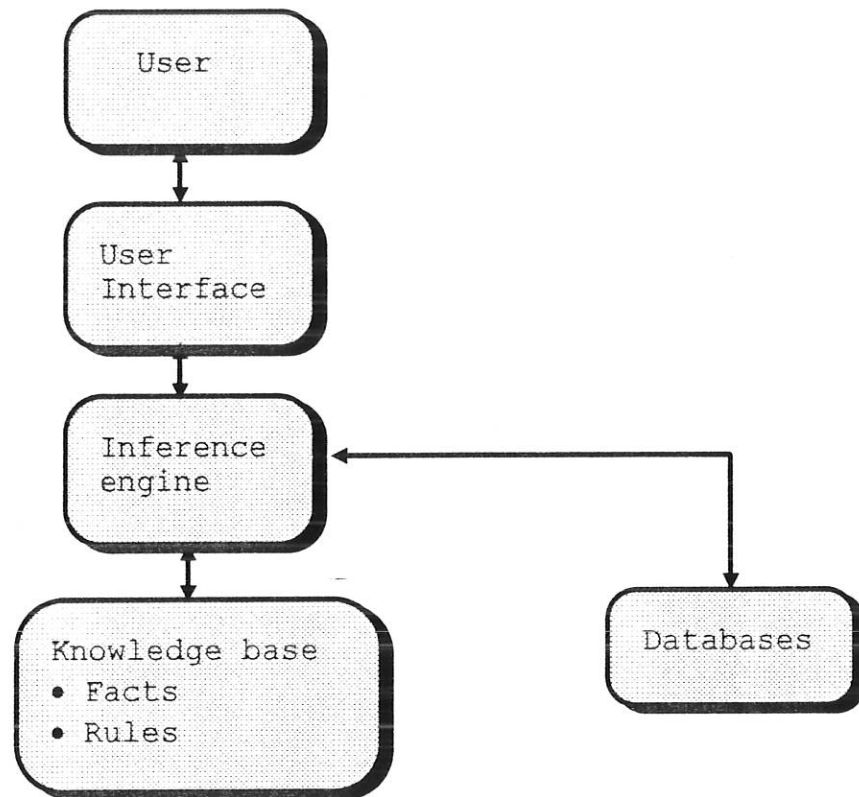 User
User
Interface
Inference
engine
Knowledge base
• Facts
• Rules
Databases